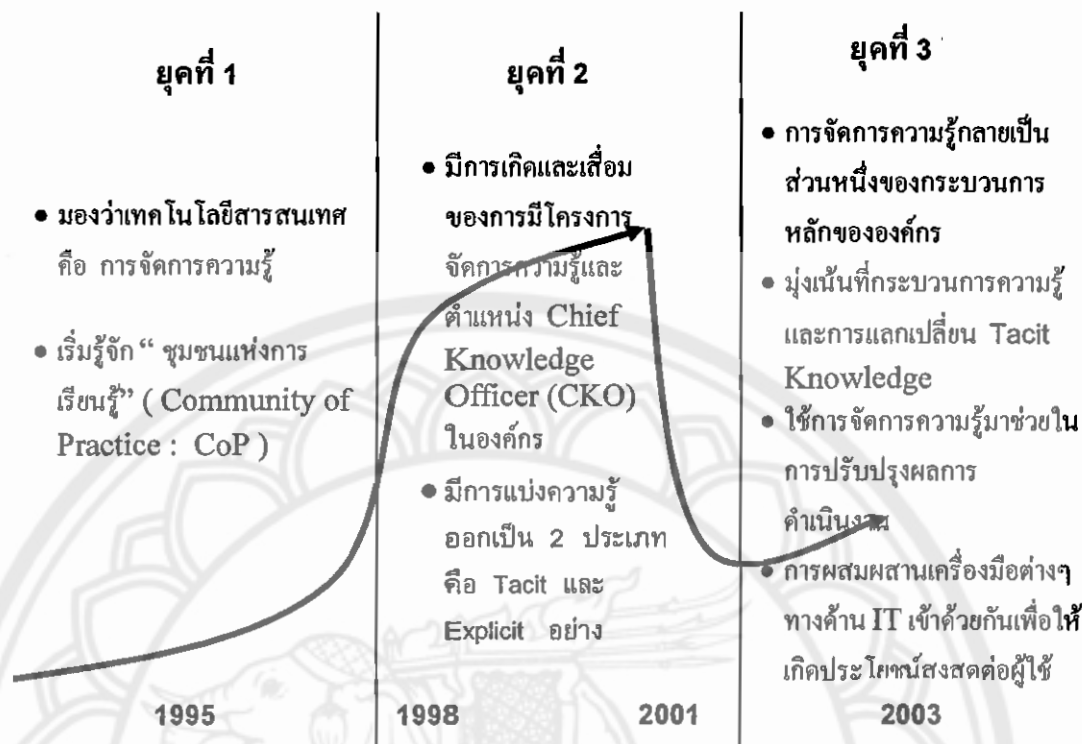 ยุคที่ 1
● มองว่าเทคโนโลยีสารสนเทศ
คือ การจัดการความรู้
● เริ่มรู้จัก “ ชุมชนแห่งการ
เรียนรู้” ( Community of
Practice : CoP )
1995
ยุคที่ 2
● มีการเกิดและเสื่อม
ของการมีโครงการ
จัดการความรู้และ
ตำแหน่ง Chief
Knowledge
Officer (CKO)
ในองค์กร
● มีการแบ่งความรู้
ออกเป็น 2 ประเภท
คือ Tacit และ
Explicit อย่าง
1998
2001
ยุคที่ 3
● การจัดการความรู้กลายเป็น
ส่วนหนึ่งของกระบวนการ
หลักขององค์กร
● มุ่งเน้นที่กระบวนการความรู้
และการแลกเปลี่ยน Tacit
Knowledge
● ใช้การจัดการความรู้มาช่วยใน
การปรับปรุงผลการ
ดำเนินงาน
● การผสมผสานเครื่องมือต่างๆ
ทางด้าน IT เข้าด้วยกันเพื่อให้
เกิดประโยชน์สูงสุดต่อผู้ใช้
2003